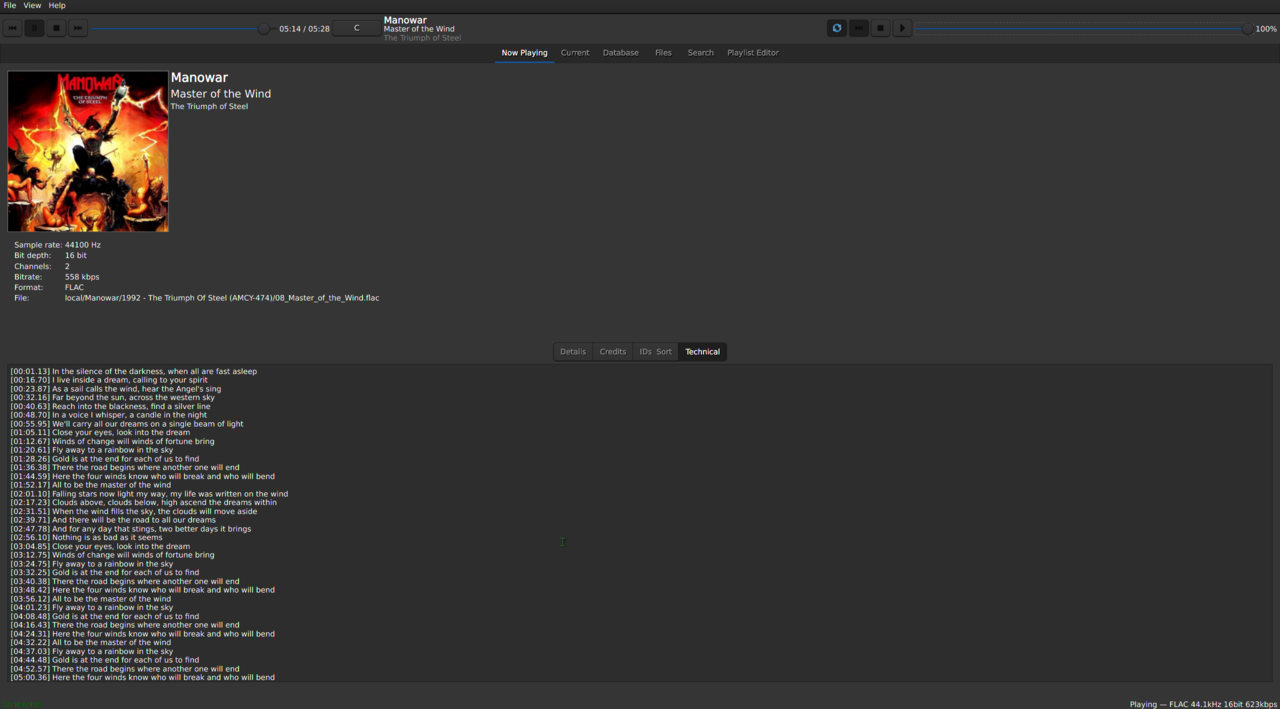 File View Help
05:14 / 05:28
C
Manowar
Master of the Wind
The Triumph of Steel
100%
Now Playing Current Database Files Search Playlist Editor
MANOWAR
THE TRIUMPH OF STEEL
Manowar
Master of the Wind
The Triumph of Steel
Sample rate: 44100 Hz
Bit depth: 16 bit
Channels: 2
Bitrate: 558 kbps
Format: FLAC
File: local/Manowar/1992 - The Triumph Of Steel (AMCY-474)/08_Master_of_the_Wind.flac
Details Credits IDs Sort Technical
[00:01.13] In the silence of the darkness, when all are fast asleep
[00:16.70] I live inside a dream, calling to your spirit
[00:23.87] As a sail calls the wind, hear the Angel's sing
[00:32.16] Far beyond the sun, across the western sky
[00:40.63] Reach into the blackness, find a silver line
[00:48.70] In a voice I whisper, a candle in the night
[00:55.95] We'll carry all our dreams on a single beam of light
[01:05.11] Close your eyes, look into the dream
[01:12.67] Winds of change will winds of fortune bring
[01:20.61] Fly away to a rainbow in the sky
[01:28.26] Gold is at the end for each of us to find
[01:36.38] There the road begins where another one will end
[01:44.59] Here the four winds know who will break and who will bend
[01:52.17] All to be the master of the wind
[02:01.10] Falling stars now light my way, my life was written on the wind
[02:17.23] Clouds above, clouds below, high ascend the dreams within
[02:31.51] When the wind fills the sky, the clouds will move aside
[02:39.71] And there will be the road to all our dreams
[02:47.78] And for any day that stings, two better days it brings
[02:56.10] Nothing is as bad as it seems
[03:04.85] Close your eyes, look into the dream
[03:12.75] Winds of change will winds of fortune bring
[03:24.75] Fly away to a rainbow in the sky
[03:32.25] Gold is at the end for each of us to find
[03:40.38] There the road begins where another one will end
[03:48.42] Here the four winds know who will break and who will bend
[03:56.12] All to be the master of the wind
[04:01.23] Fly away to a rainbow in the sky
[04:08.48] Gold is at the end for each of us to find
[04:16.43] There the road begins where another one will end
[04:24.31] Here the four winds know who will break and who will bend
[04:32.22] All to be the master of the wind
[04:37.03] Fly away to a rainbow in the sky
[04:44.48] Gold is at the end for each of us to find
[04:52.57] There the road begins where another one will end
[05:00.36] Here the four winds know who will break and who will bend
Playing — FLAC 44.1kHz 16bit 623kbps